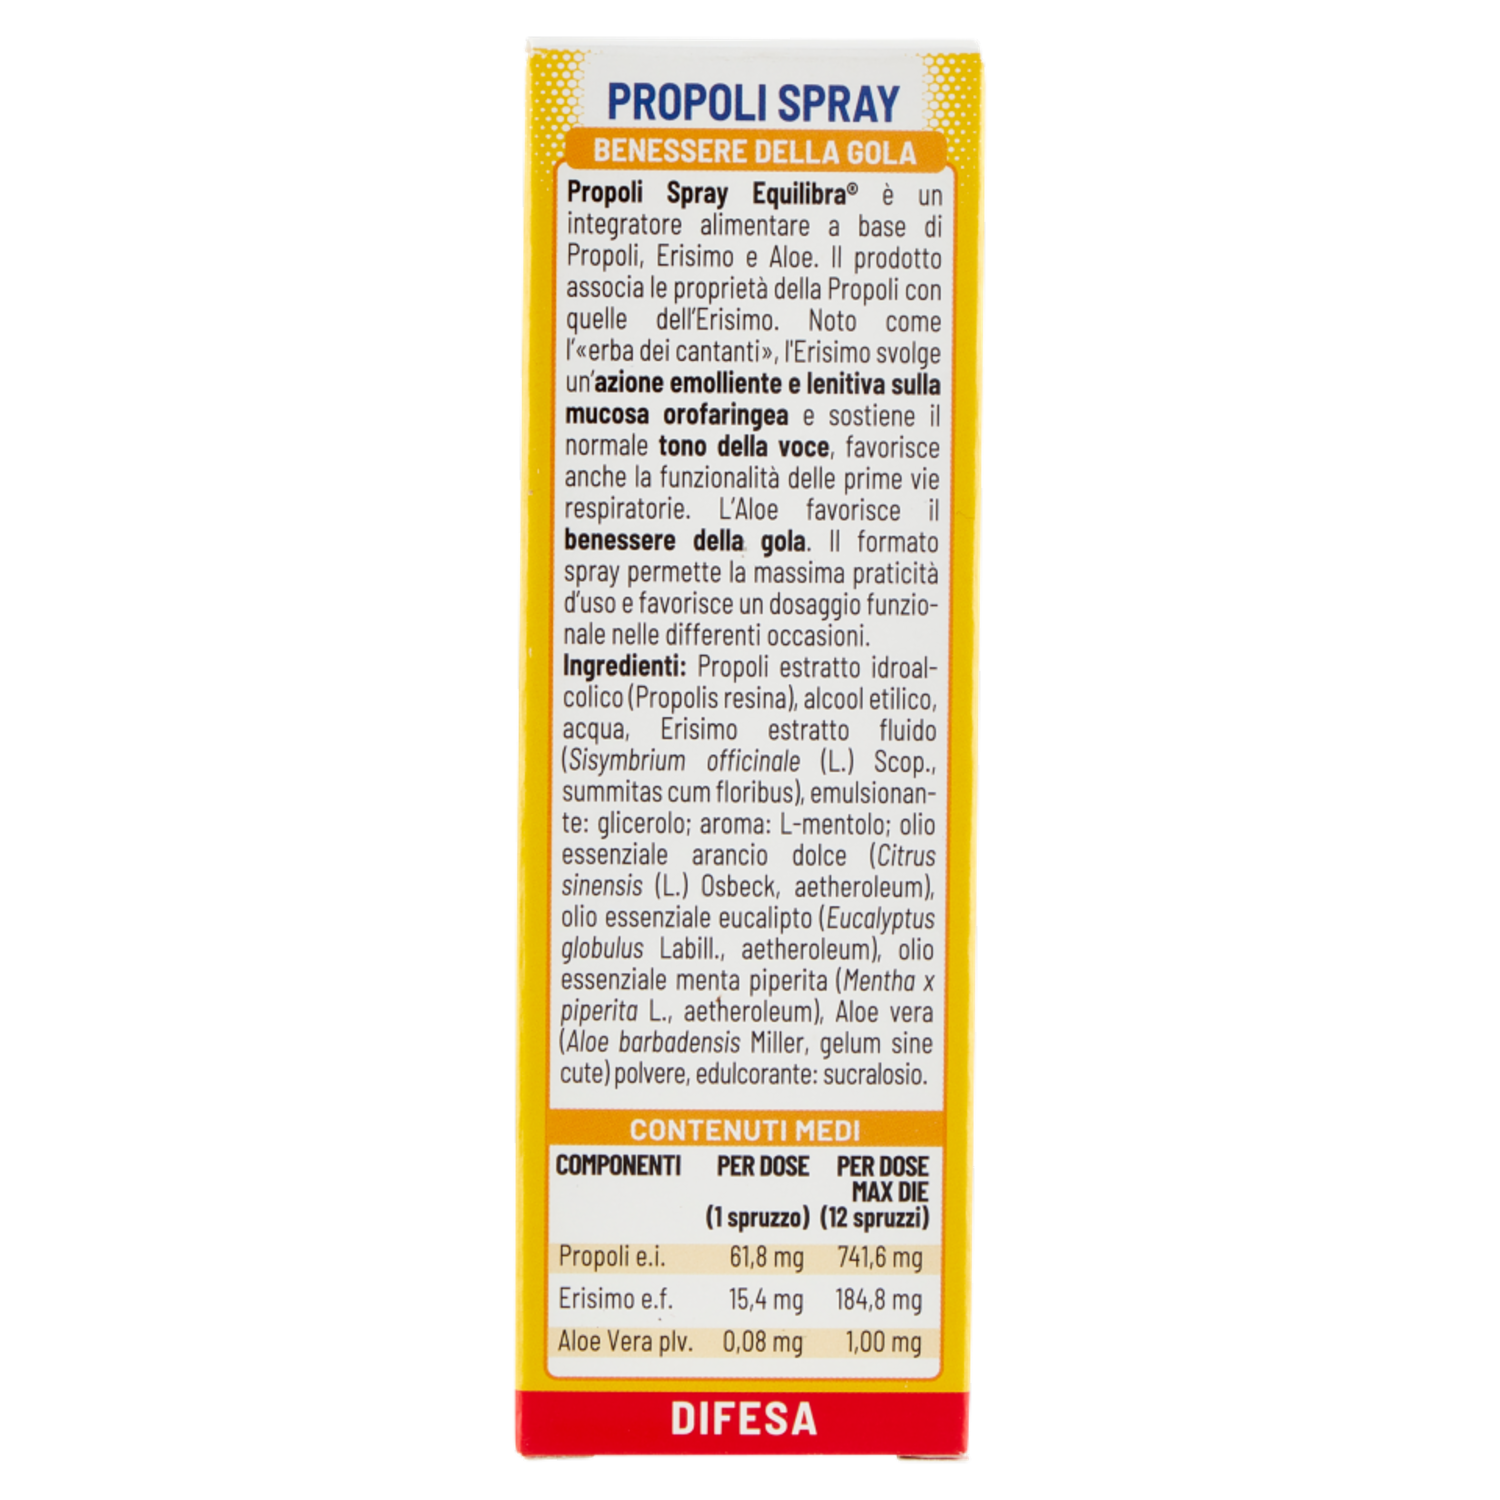 PROPOLI SPRAY
BENESSERE DELLA GOLA
Propoli Spray Equilibra® è un
integratore alimentare a base di
Propoli, Erisimo e Aloe. Il prodotto
associa le proprietà della Propoli con
quelle dell'Erisimo. Noto come
l'«erba dei cantanti», l'Erisimo svolge
un'azione emolliente e lenitiva sulla
mucosa orofaringea e sostiene il
normale tono della voce, favorisce
anche la funzionalità delle prime vie
respiratorie. L'Aloe favorisce il
benessere della gola. Il formato
spray permette la massima praticità
d'uso e favorisce un dosaggio funzio-
nale nelle differenti occasioni.
Ingredienti: Propoli estratto idroal-
colico (Propolis resina), alcool etilico,
acqua, Erisimo estratto fluido
(Sisymbrium officinale (L.) Scop.,
summitas cum floribus), emulsionan-
te: glicerolo; aroma: L-mentolo; olio
essenziale arancio dolce (Citrus
sinensis (L.) Osbeck, aetheroleum),
olio essenziale eucalipto (Eucalyptus
globulus Labill., aetheroleum), olio
essenziale menta piperita (Mentha x
piperita L., aetheroleum), Aloe vera
(Aloe barbadensis Miller, gelum sine
cute) polvere, edulcorante: sucralosio.
CONTENUTI MEDI
COMPONENTI PER DOSE PER DOSE
MAX DIE
(1 spruzzo) (12 spruzzi)
Propoli e.i. 61,8 mg 741,6 mg
Erisimo e.f. 15,4 mg 184,8 mg
Aloe Vera plv. 0,08 mg 1,00 mg
DIFESA